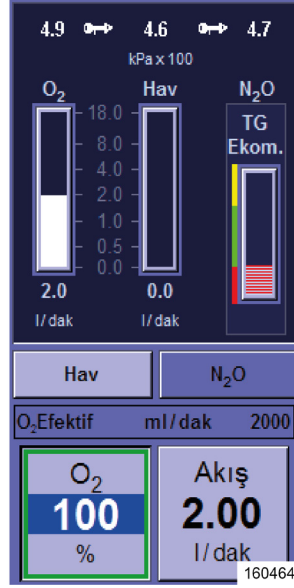 4.9 4.6 4.7
kPa x 100
O₂ Hav N₂O
TG
Ekom.
18.0
8.0
4.0
2.0
1.0
0.5
0.0
2.0 0.0
l/dak l/dak
Hav N₂O
O₂Efektif ml/dak 2000
O₂ Akış
100 2.00
% l/dak
160464